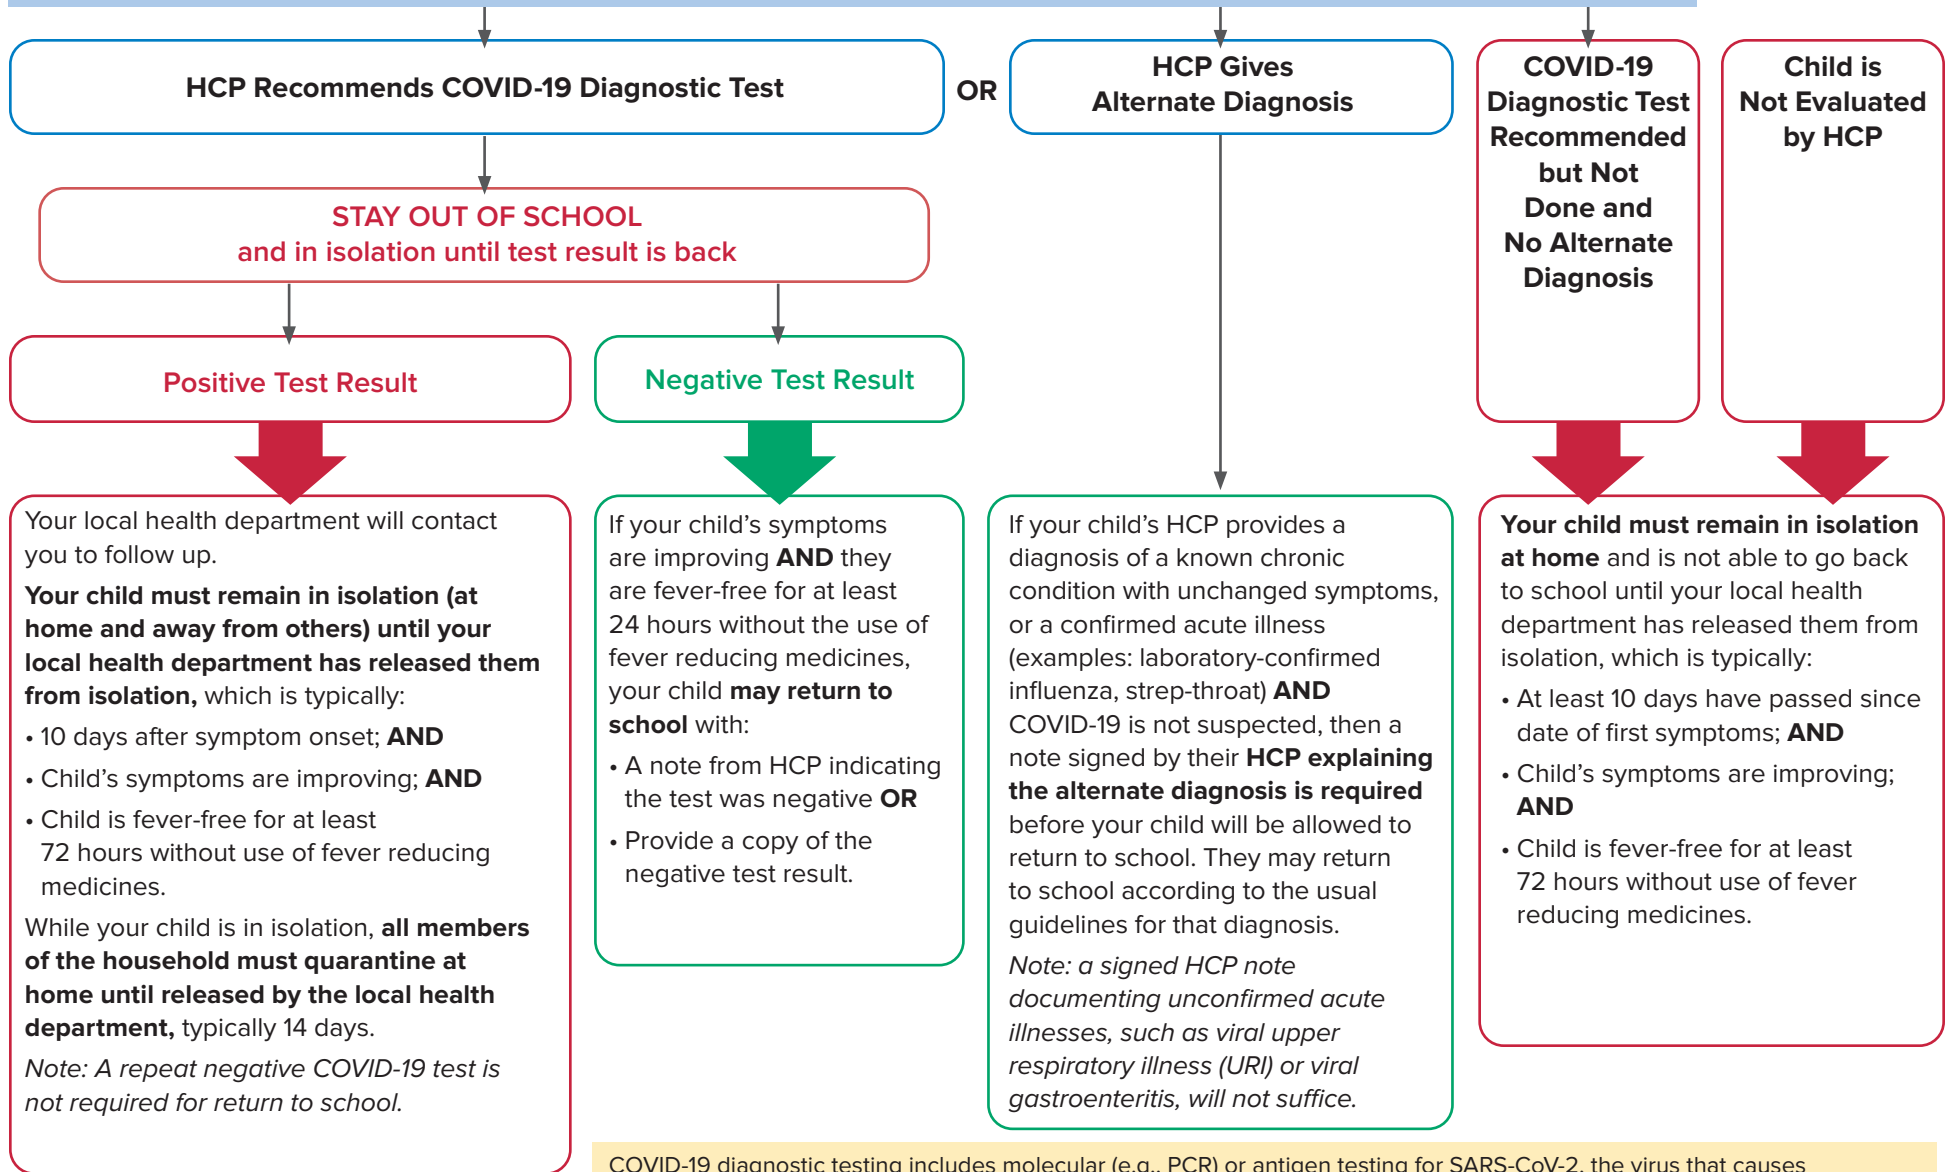 HCP Recommends COVID-19 Diagnostic Test
OR
HCP Gives
Alternate Diagnosis
COVID-19
Diagnostic Test
Recommended
but Not
Done and
No Alternate
Diagnosis
Child is
Not Evaluated
by HCP
STAY OUT OF SCHOOL
and in isolation until test result is back
Positive Test Result
Negative Test Result
Your local health department will contact
you to follow up.
Your child must remain in isolation (at
home and away from others) until your
local health department has released them
from isolation, which is typically:
• 10 days after symptom onset; AND
• Child’s symptoms are improving; AND
• Child is fever-free for at least
72 hours without use of fever reducing
medicines.
While your child is in isolation, all members
of the household must quarantine at
home until released by the local health
department, typically 14 days.
Note: A repeat negative COVID-19 test is
not required for return to school.
If your child’s symptoms
are improving AND they
are fever-free for at least
24 hours without the use of
fever reducing medicines,
your child may return to
school with:
• A note from HCP indicating
the test was negative OR
• Provide a copy of the
negative test result.
If your child’s HCP provides a
diagnosis of a known chronic
condition with unchanged symptoms,
or a confirmed acute illness
(examples: laboratory-confirmed
influenza, strep-throat) AND
COVID-19 is not suspected, then a
note signed by their HCP explaining
the alternate diagnosis is required
before your child will be allowed to
return to school. They may return
to school according to the usual
guidelines for that diagnosis.
Note: a signed HCP note
documenting unconfirmed acute
illnesses, such as viral upper
respiratory illness (URI) or viral
gastroenteritis, will not suffice.
Your child must remain in isolation
at home and is not able to go back
to school until your local health
department has released them from
isolation, which is typically:
• At least 10 days have passed since
date of first symptoms; AND
• Child’s symptoms are improving;
AND
• Child is fever-free for at least
72 hours without use of fever
reducing medicines.
COVID-19 diagnostic testing includes molecular (e.g., PCR) or antigen testing for SARS-CoV-2, the virus that causes